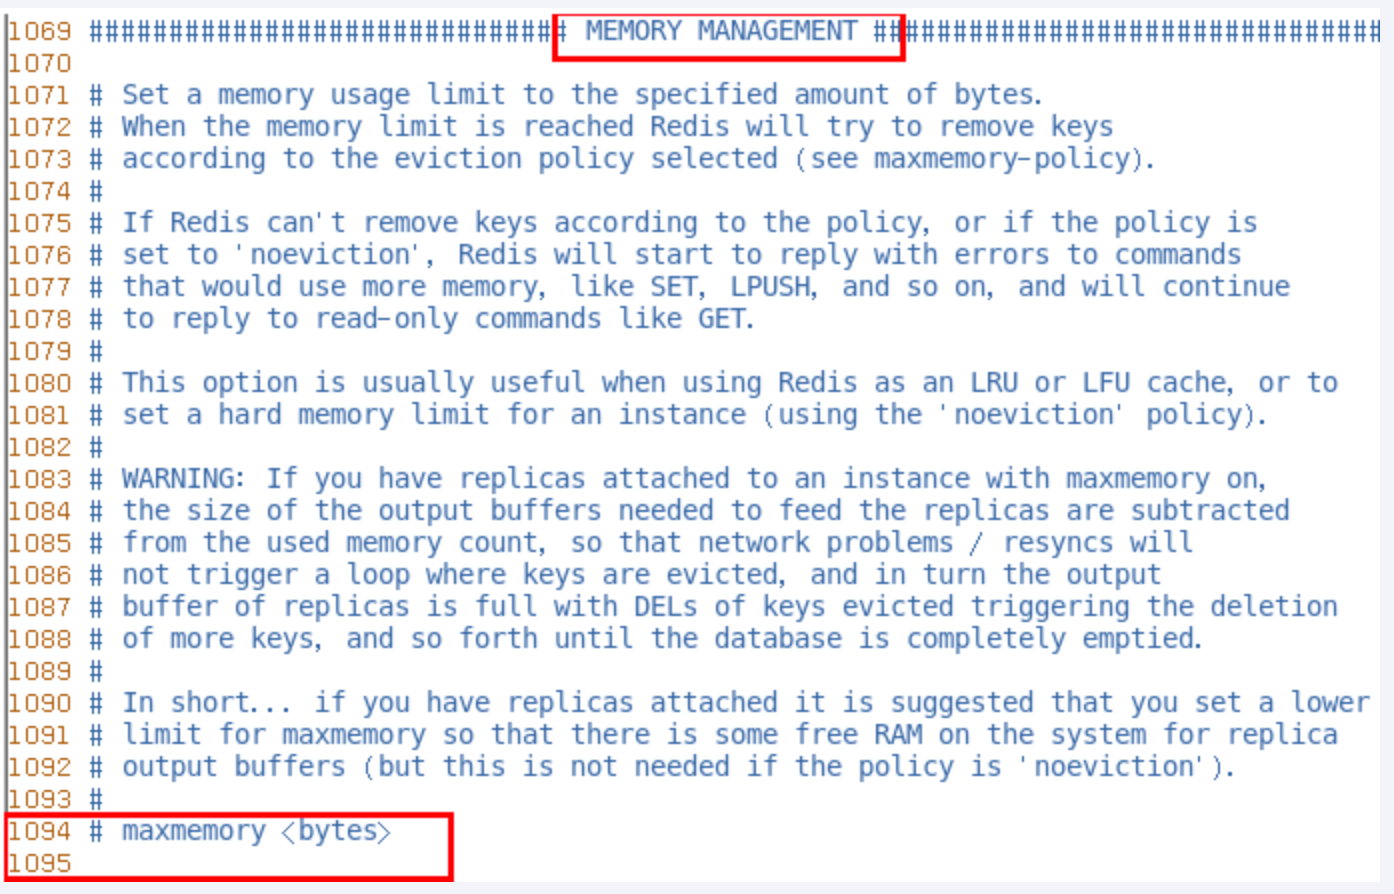 1069 ############################## MEMORY MANAGEMENT ################################
1070
1071 # Set a memory usage limit to the specified amount of bytes.
1072 # When the memory limit is reached Redis will try to remove keys
1073 # according to the eviction policy selected (see maxmemory-policy).
1074 #
1075 # If Redis can't remove keys according to the policy, or if the policy is
1076 # set to 'noeviction', Redis will start to reply with errors to commands
1077 # that would use more memory, like SET, LPUSH, and so on, and will continue
1078 # to reply to read-only commands like GET.
1079 #
1080 # This option is usually useful when using Redis as an LRU or LFU cache, or to
1081 # set a hard memory limit for an instance (using the 'noeviction' policy).
1082 #
1083 # WARNING: If you have replicas attached to an instance with maxmemory on,
1084 # the size of the output buffers needed to feed the replicas are subtracted
1085 # from the used memory count, so that network problems / resyncs will
1086 # not trigger a loop where keys are evicted, and in turn the output
1087 # buffer of replicas is full with DELs of keys evicted triggering the deletion
1088 # of more keys, and so forth until the database is completely emptied.
1089 #
1090 # In short... if you have replicas attached it is suggested that you set a lower
1091 # limit for maxmemory so that there is some free RAM on the system for replica
1092 # output buffers (but this is not needed if the policy is 'noeviction').
1093 #
1094 # maxmemory <bytes>
1095